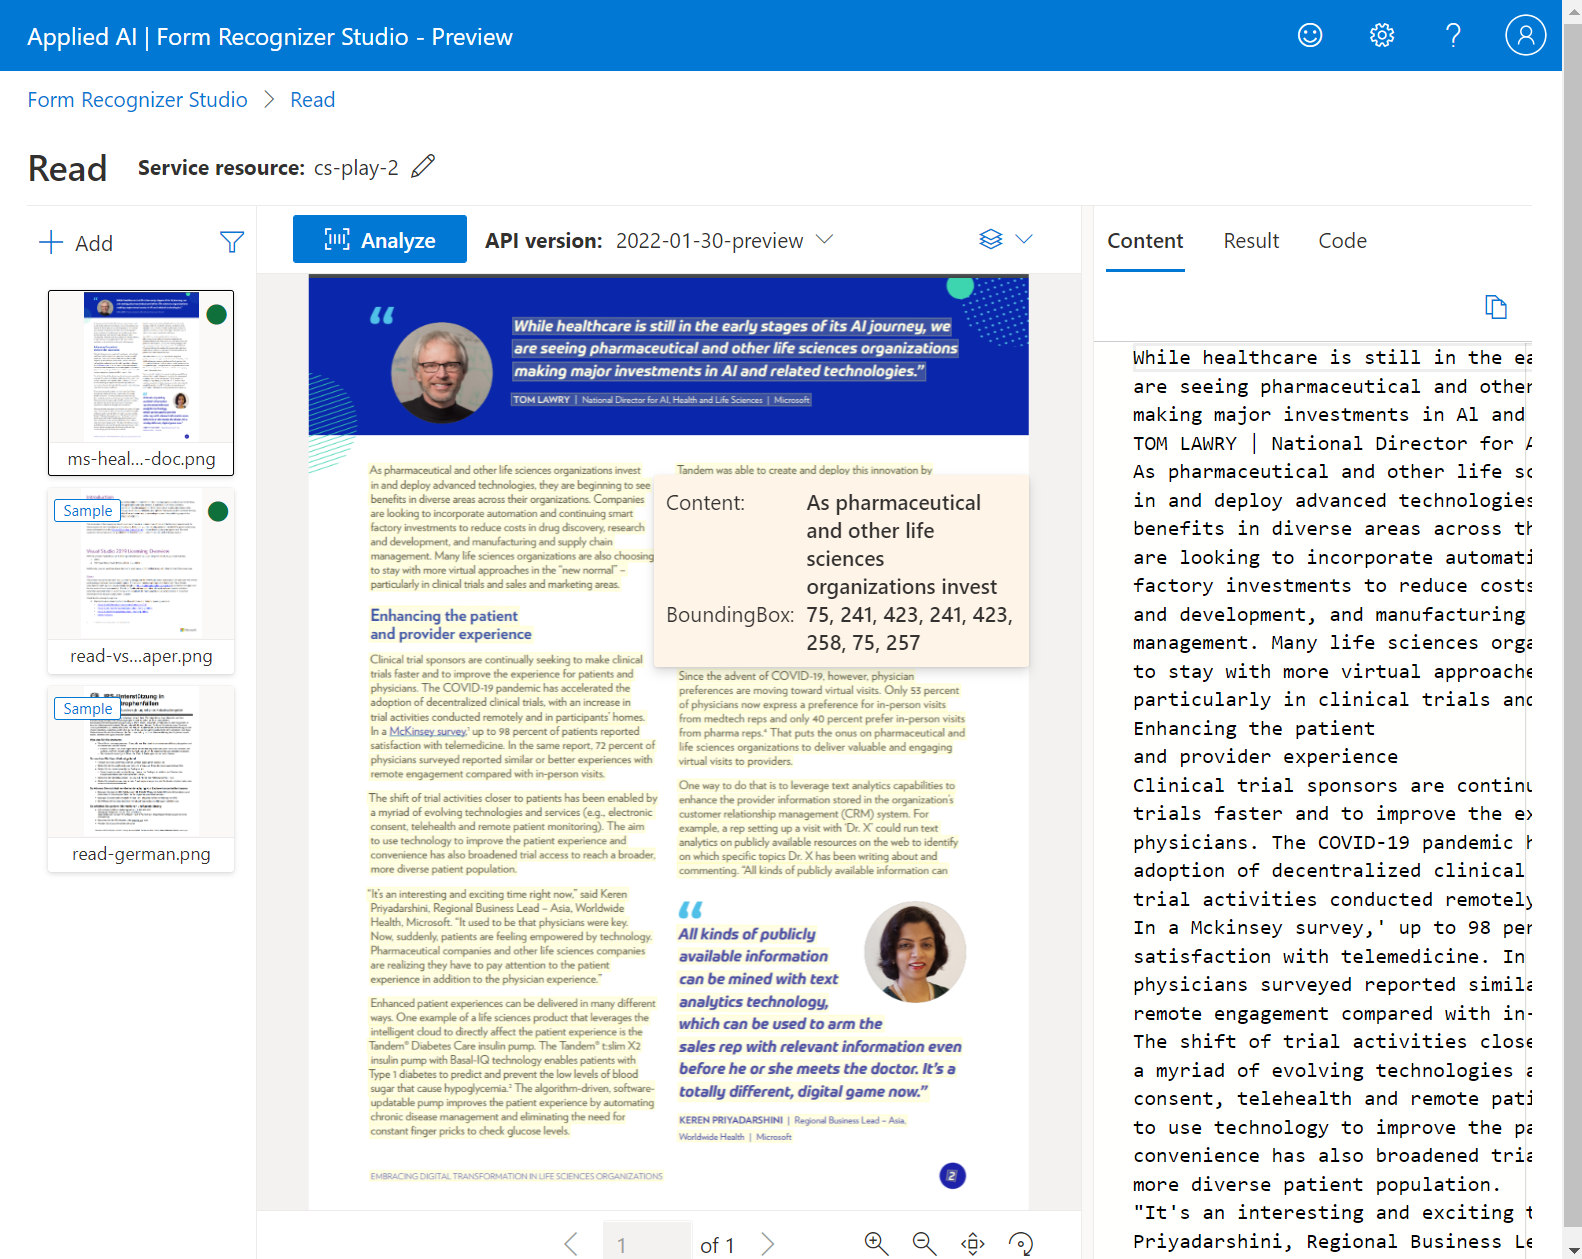 Applied AI | Form Recognizer Studio - Preview
Form Recognizer Studio > Read
Read
Service resource: cs-play-2
Add
ms-heal...-doc.png
Sample
read-vs...aper.png
Sample
read-german.png
Analyze
API version: 2022-01-30-preview
“
While healthcare is still in the early stages of its AI journey, we
are seeing pharmaceutical and other life sciences organizations
making major investments in AI and related technologies.”
TOM LAWRY | National Director for AI, Health and Life Sciences | Microsoft
As pharmaceutical and other life sciences organizations invest
in and deploy advanced technologies, they are beginning to see
benefits in diverse areas across their organizations. Companies
are looking to incorporate automation and continuing smart
factory investments to reduce costs in drug discovery, research
and development, and manufacturing and supply chain
management. Many life sciences organizations are also choosing
to stay with more virtual approaches in the “new normal” –
particularly in clinical trials and sales and marketing areas.
Enhancing the patient
and provider experience
Clinical trial sponsors are continually seeking to make clinical
trials faster and to improve the experience for patients and
physicians. The COVID-19 pandemic has accelerated the
adoption of decentralized clinical trials, with an increase in
trial activities conducted remotely and in participants’ homes.
In a McKinsey survey,¹ up to 98 percent of patients reported
satisfaction with telemedicine. In the same report, 72 percent of
physicians surveyed reported similar or better experiences with
remote engagement compared with in-person visits.
The shift of trial activities closer to patients has been enabled by
a myriad of evolving technologies and services (e.g., electronic
consent, telehealth and remote patient monitoring). The aim
to use technology to improve the patient experience and
convenience has also broadened trial access to reach a broader,
more diverse patient population.
“It’s an interesting and exciting time right now,” said Keren
Priyadarshini, Regional Business Lead – Asia, Worldwide
Health, Microsoft. “It used to be that physicians were key.
Now, suddenly, patients are feeling empowered by technology.
Pharmaceutical companies and other life sciences companies
are realizing they have to pay attention to the patient
experience in addition to the physician experience.”
Enhanced patient experiences can be delivered in many different
ways. One example of a life sciences product that leverages the
intelligent cloud to directly affect the patient experience is the
Tandem® Diabetes Care insulin pump. The Tandem® t:slim X2
insulin pump with Basal-IQ technology enables patients with
Type 1 diabetes to predict and prevent the low levels of blood
sugar that cause hypoglycemia.² The algorithm-driven, software-
updatable pump improves the patient experience by automating
chronic disease management and eliminating the need for
constant finger pricks to check glucose levels.
Tandem was able to create and deploy this innovation by
Content: As pharmaceutical
and other life
sciences
organizations invest
BoundingBox: 75, 241, 423, 241, 423,
258, 75, 257
Since the advent of COVID-19, however, physician
preferences are moving toward virtual visits. Only 53 percent
of physicians now express a preference for in-person visits
from medtech reps and only 40 percent prefer in-person visits
from pharma reps.⁴ That puts the onus on pharmaceutical and
life sciences organizations to deliver valuable and engaging
virtual visits to providers.
One way to do that is to leverage text analytics capabilities to
enhance the provider information stored in the organization’s
customer relationship management (CRM) system. For
example, a rep setting up a visit with ‘Dr. X’ could run text
analytics on publicly available resources on the web to identify
on which specific topics Dr. X has been writing about and
commenting. “All kinds of publicly available information can
“
All kinds of publicly
available information
can be mined with text
analytics technology,
which can be used to arm the
sales rep with relevant information even
before he or she meets the doctor. It’s a
totally different, digital game now.”
KEREN PRIYADARSHINI | Regional Business Lead – Asia,
Worldwide Health | Microsoft
EMBRACING DIGITAL TRANSFORMATION IN LIFE SCIENCES ORGANIZATIONS
2
1 of 1
Content Result Code
While healthcare is still in the ea
are seeing pharmaceutical and other
making major investments in Al and
TOM LAWRY | National Director for A
As pharmaceutical and other life sc
in and deploy advanced technologies
benefits in diverse areas across th
are looking to incorporate automati
factory investments to reduce costs
and development, and manufacturing
management. Many life sciences orga
to stay with more virtual approache
particularly in clinical trials and
Enhancing the patient
and provider experience
Clinical trial sponsors are continu
trials faster and to improve the ex
physicians. The COVID-19 pandemic h
adoption of decentralized clinical
trial activities conducted remotely
In a Mckinsey survey,' up to 98 per
satisfaction with telemedicine. In
physicians surveyed reported simila
remote engagement compared with in-
The shift of trial activities close
a myriad of evolving technologies a
consent, telehealth and remote pati
to use technology to improve the pa
convenience has also broadened tria
more diverse patient population.
"It's an interesting and exciting t
Priyadarshini, Regional Business Le